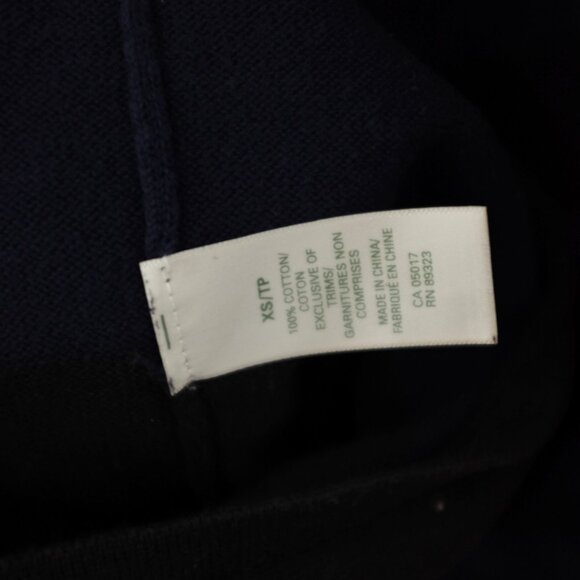 XS/TP
100% COTTON/
COTON
EXCLUSIVE OF
TRIMS/
GARNITURES NON
COMPRISES
MADE IN CHINA/
FABRIQUÉ EN CHINE
CA 05017
RN 89323